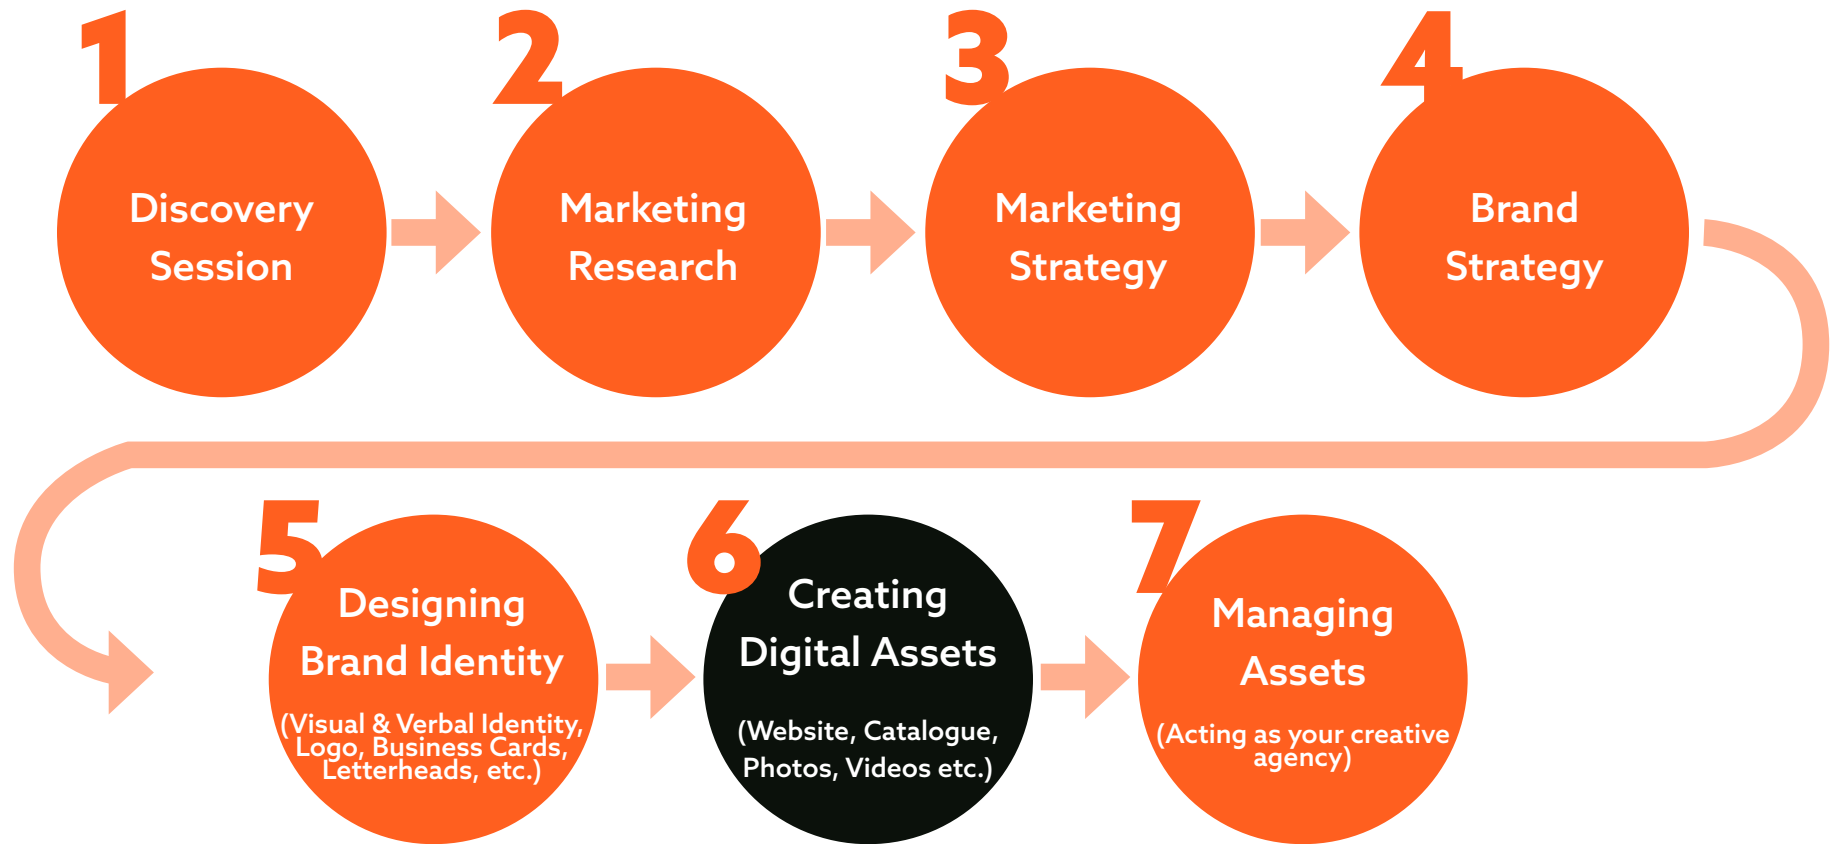 1
Discovery
Session
2
Marketing
Research
3
Marketing
Strategy
4
Brand
Strategy
5
Designing
Brand Identity
(Visual & Verbal Identity,
Logo, Business Cards,
Letterheads, etc.)
6
Creating
Digital Assets
(Website, Catalogue,
Photos, Videos etc.)
7
Managing
Assets
(Acting as your creative
agency)